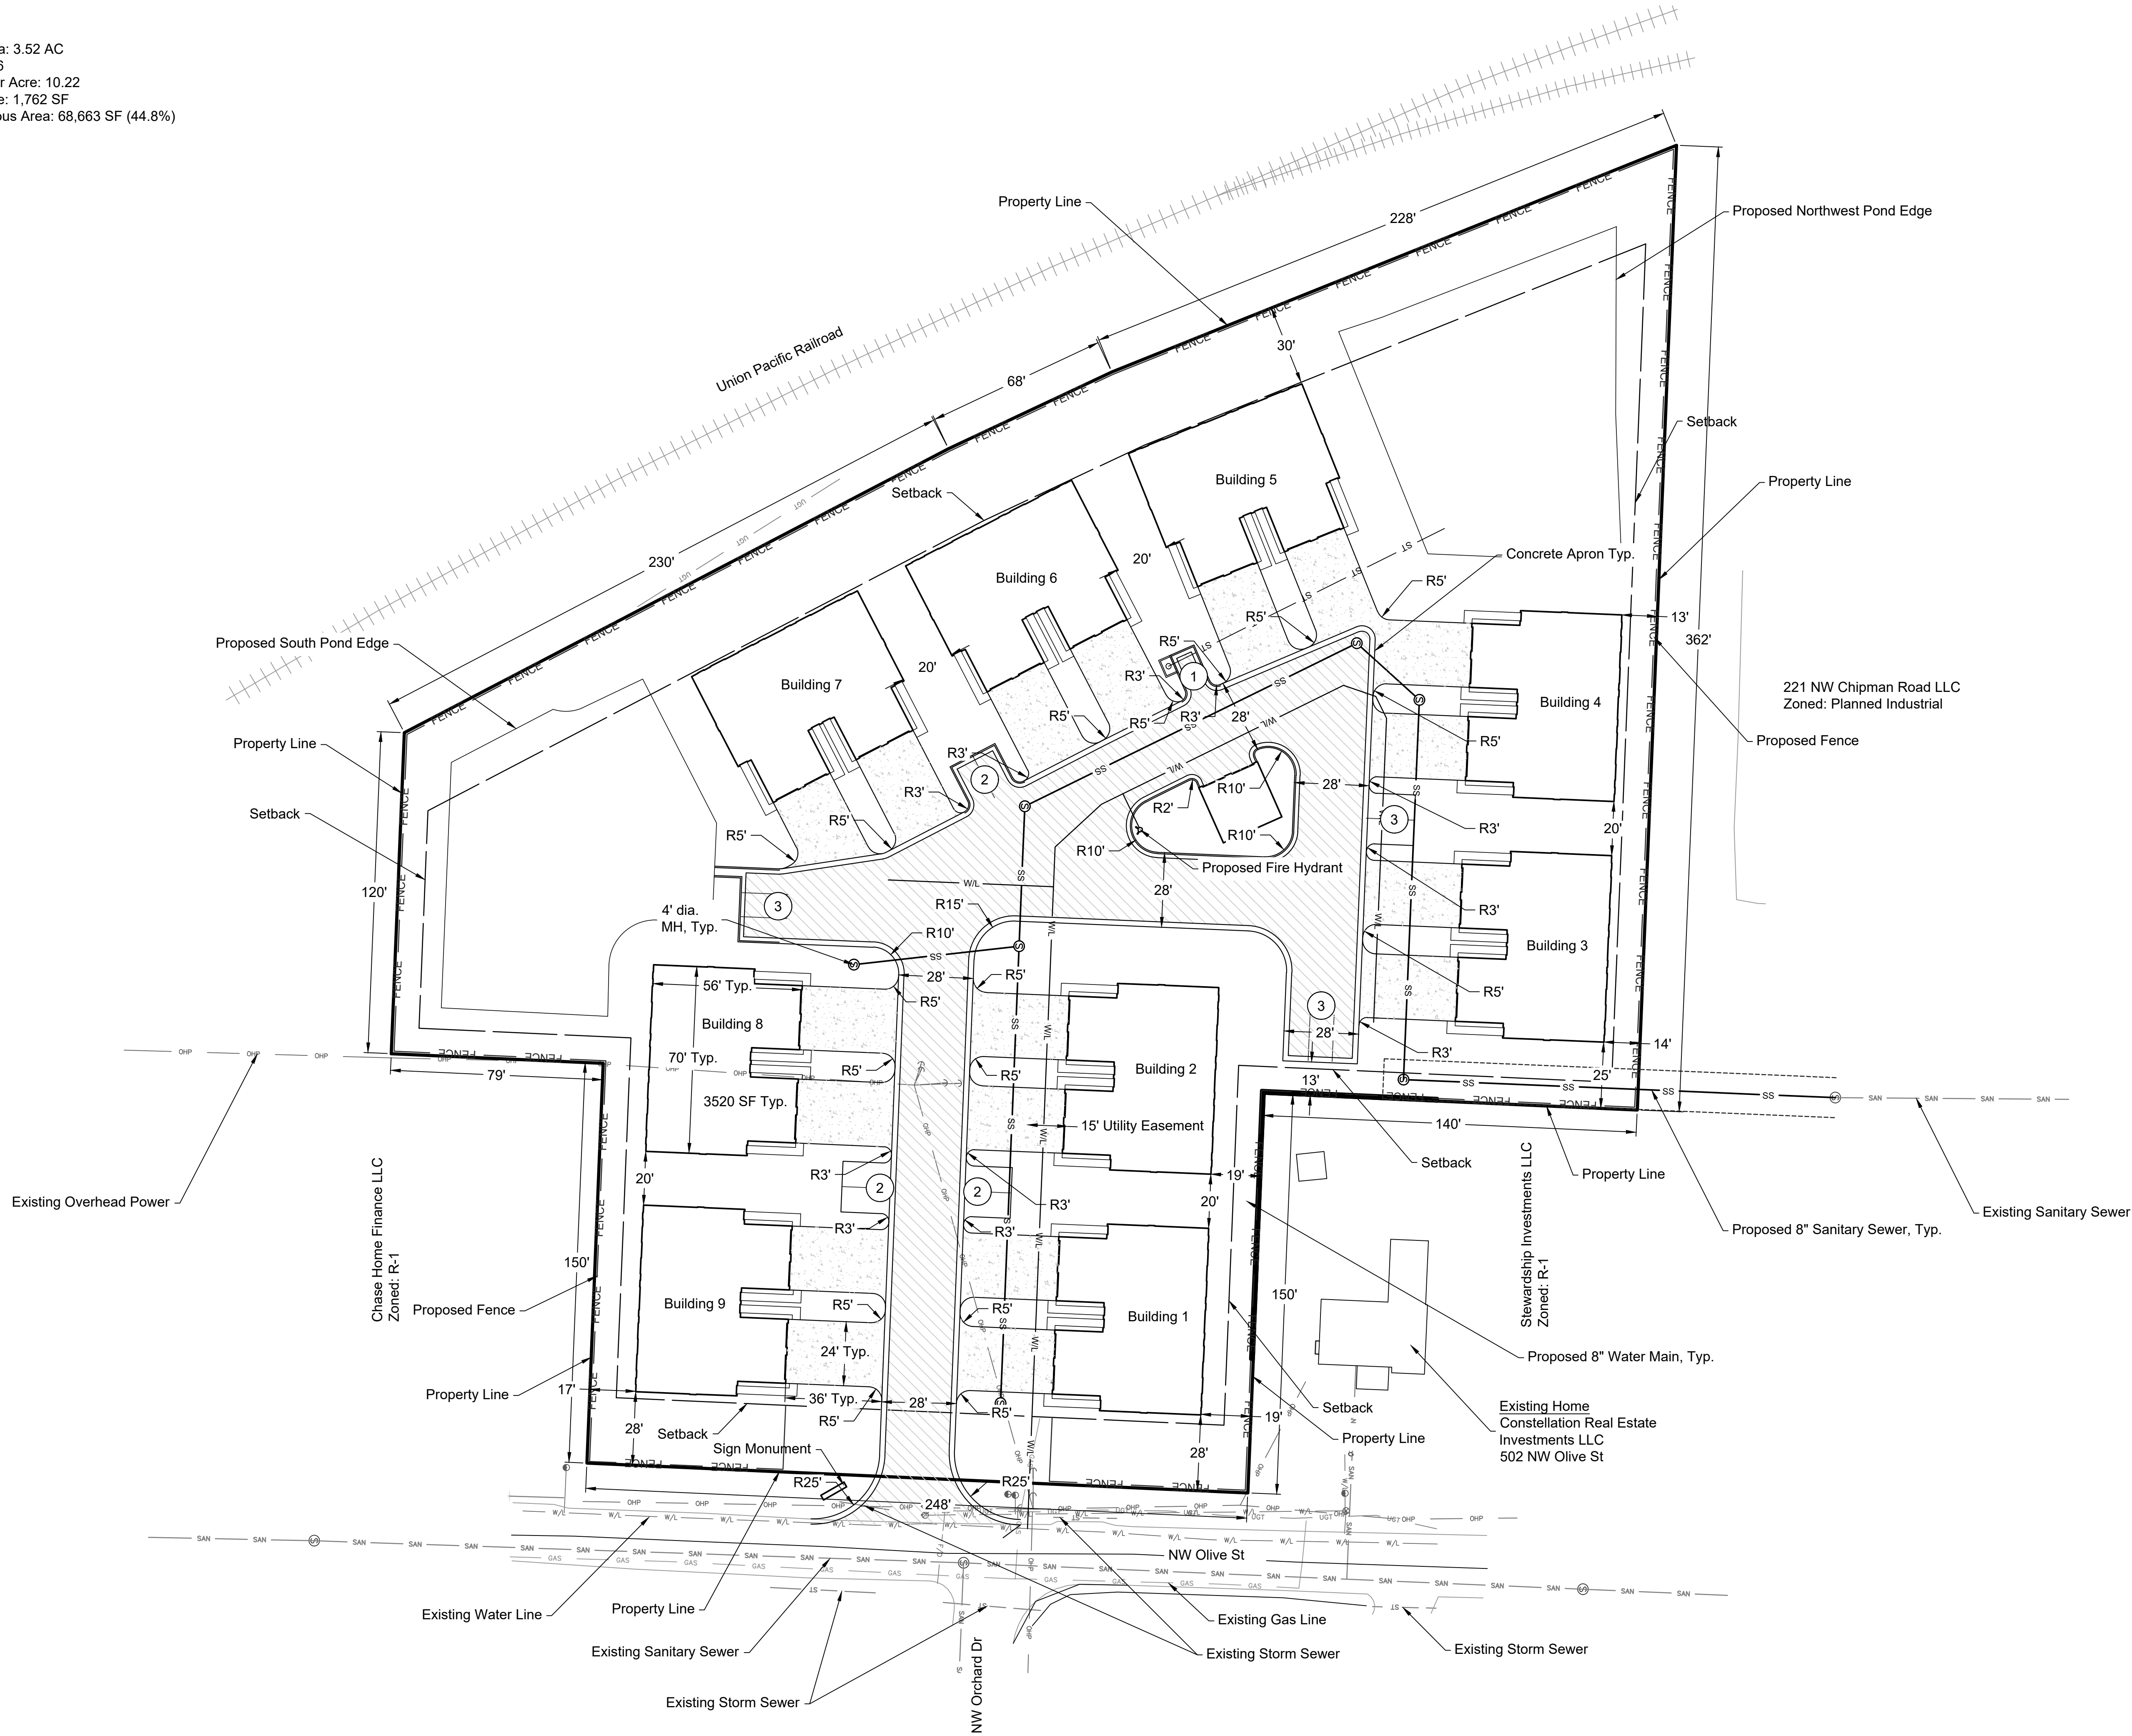 a: 3.52 AC
6
r Acre: 10.22
e: 1,762 SF
ous Area: 68,663 SF (44.8%)
Property Line
228'
Proposed Northwest Pond Edge
Union Pacific Railroad
30'
68'
Setback
Property Line
Building 5
Setback
230'
Building 6
20'
Concrete Apron Typ.
R5'
Proposed South Pond Edge
R5'
13'
362'
20'
R5'
Building 7
R3'
1
221 NW Chipman Road LLC
Zoned: Planned Industrial
Building 4
R5'
R5'
R3'
28'
Property Line
R3'
R5'
Proposed Fence
2
R3'
R10'
28'
R2'
Setback
R5'
R5'
R10'
3
R3'
20'
R10'
Proposed Fire Hydrant
120'
28'
3
R15'
R3'
4' dia.
MH, Typ.
R10'
Building 3
28'
R5'
56' Typ.
R5'
R5'
3
Building 8
28'
14'
R3'
70' Typ.
R5'
R5'
Building 2
79'
13'
25'
3520 SF Typ.
15' Utility Easement
140'
Setback
Property Line
R3'
19'
20'
2
2
20'
Existing Overhead Power
R3'
Existing Sanitary Sewer
R3'
R3'
Proposed 8" Sanitary Sewer, Typ.
Chase Home Finance LLC
Zoned: R-1
Stewardship Investments LLC
Zoned: R-1
150'
150'
Proposed Fence
Building 9
R5'
R5'
Building 1
24' Typ.
Proposed 8" Water Main, Typ.
Property Line
17'
36' Typ.
28'
R5'
R5'
19'
Setback
Existing Home
Constellation Real Estate
Investments LLC
502 NW Olive St
28'
Setback
Sign Monument
28'
Property Line
R25'
R25'
248'
NW Olive St
Existing Water Line
Property Line
Existing Gas Line
Existing Sanitary Sewer
NW Orchard Dr
Existing Storm Sewer
Existing Storm Sewer
Existing Storm Sewer
FENCE
OHP
SAN
GAS
W/L
UGT
SS
ST